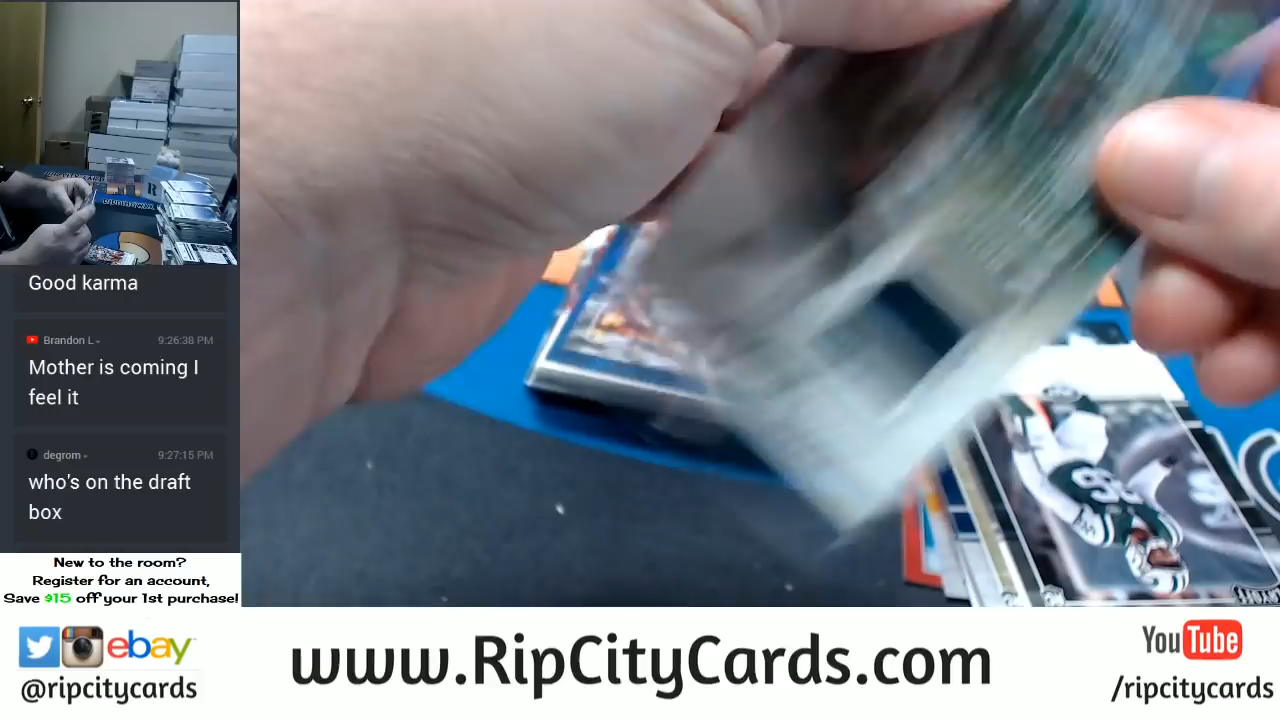 Good karma
Brandon L
9:26:38 PM
Mother is coming I
feel it
degrom
9:27:15 PM
who's on the draft
box
New to the room?
Register for an account,
Save $15 off your 1st purchase!
ebay
@ripcitycards
www.RipCityCards.com
YouTube
/ripcitycards